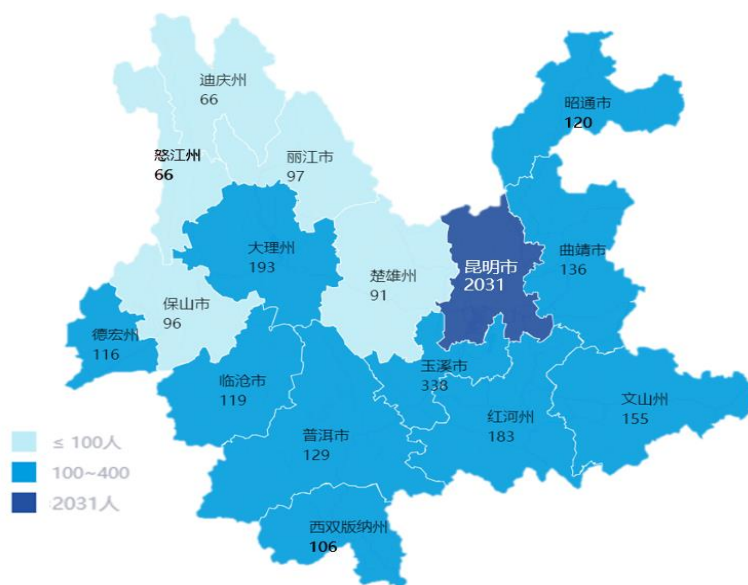 迪庆州
66
昭通市
120
怒江州
66
丽江市
97
大理州
193
昆明市
2031
曲靖市
136
楚雄州
91
保山市
96
德宏州
116
玉溪市
338
临沧市
119
文山州
155
红河州
183
普洱市
129
西双版纳州
106
≤ 100人
100~400
2031人